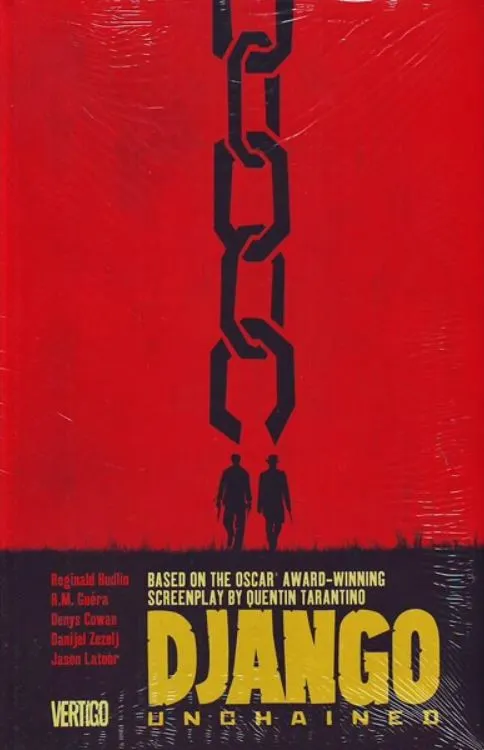 Reginald Hudlin
R.M. Guéra
Denys Cowan
Danijel Zezelj
Jason Latour
BASED ON THE OSCAR® AWARD-WINNING
SCREENPLAY BY QUENTIN TARANTINO
DJANGO
UNCHAINED
VERTIGO